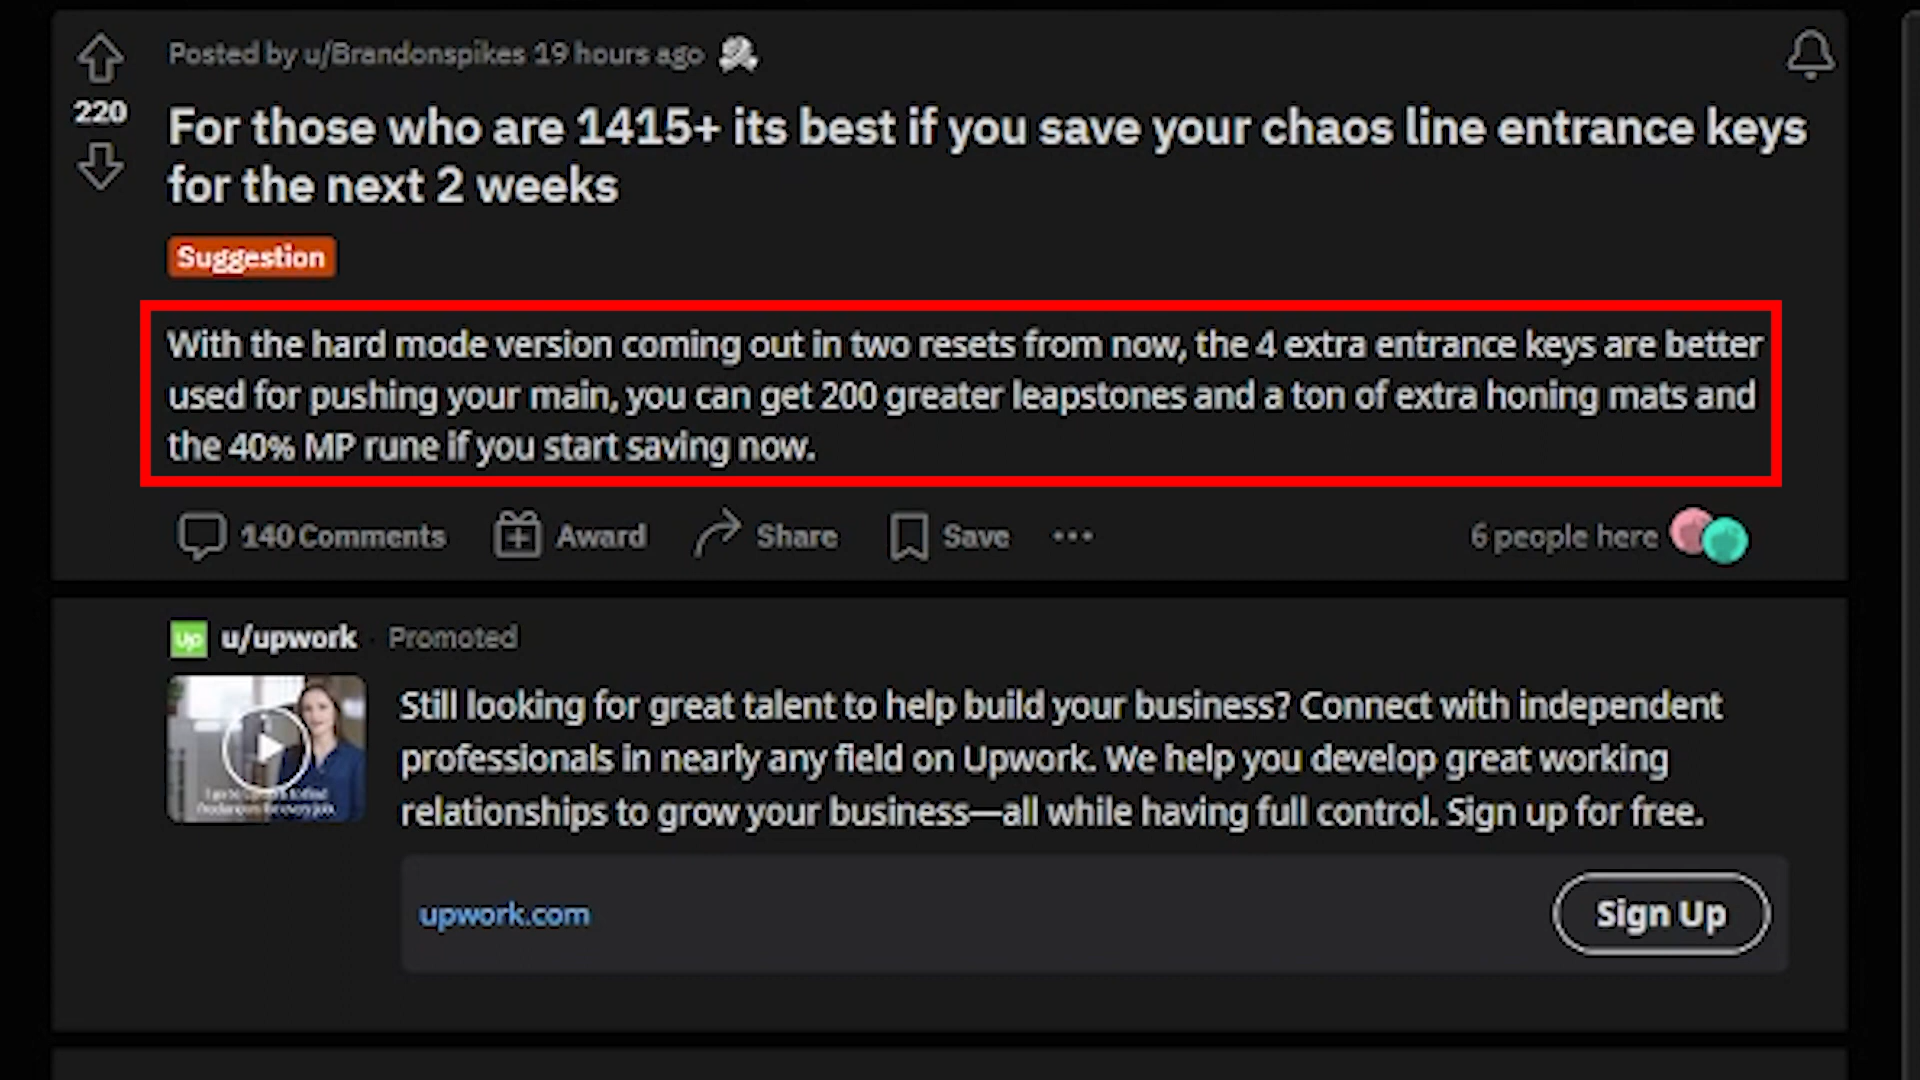 Posted by u/Brandonspikes 19 hours ago
220
For those who are 1415+ its best if you save your chaos line entrance keys
for the next 2 weeks
Suggestion
With the hard mode version coming out in two resets from now, the 4 extra entrance keys are better
used for pushing your main, you can get 200 greater leapstones and a ton of extra honing mats and
the 40% MP rune if you start saving now.
140 Comments Award Share Save ··· 6 people here
up u/upwork · Promoted
Still looking for great talent to help build your business? Connect with independent
professionals in nearly any field on Upwork. We help you develop great working
relationships to grow your business—all while having full control. Sign up for free.
upwork.com
Sign Up